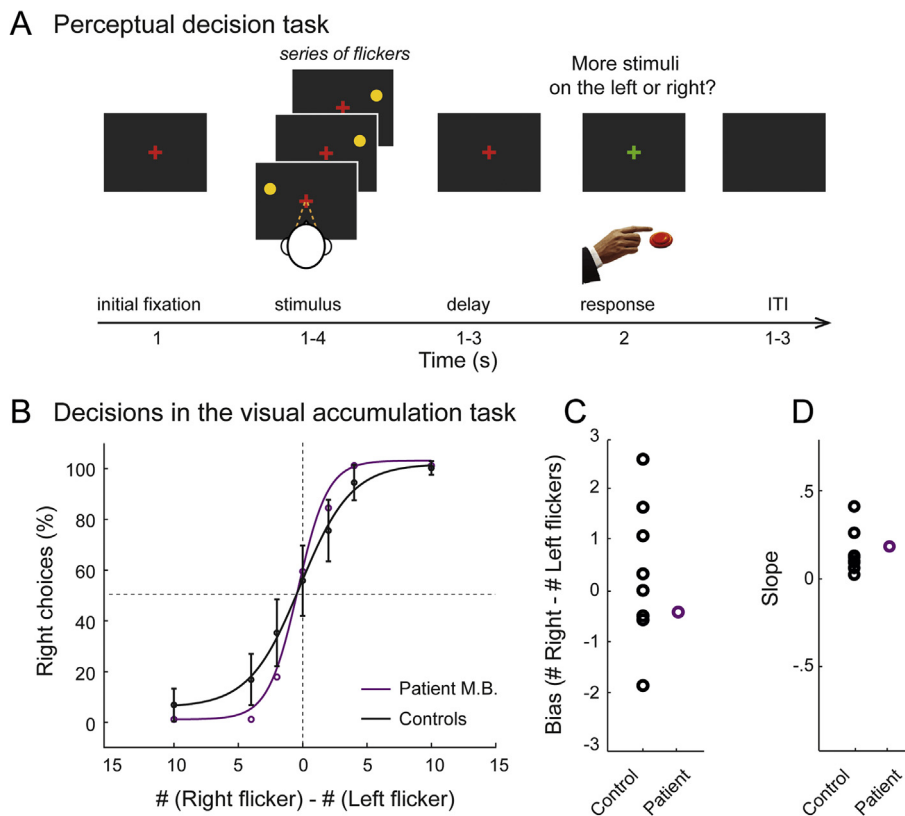 A Perceptual decision task
series of flickers
More stimuli
on the left or right?
initial fixation stimulus delay response ITI
1 1-4 1-3 2 1-3
Time (s)
B Decisions in the visual accumulation task
Right choices (%)
100
80
60
40
20
0
Patient M.B.
Controls
15 10 5 0 5 10 15
# (Right flicker) - # (Left flicker)
C
Bias (# Right - # Left flickers)
3
2
1
0
-1
-2
-3
Control Patient
D
Slope
.5
0
-.5
Control Patient